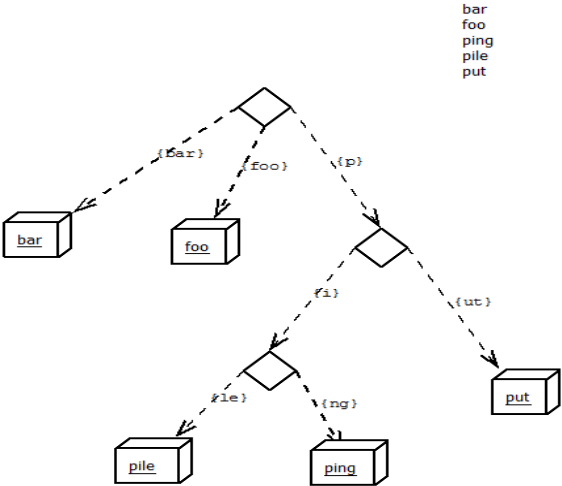 bar
foo
ping
pile
put
{bar}
{foo}
{p}
bar
foo
{i}
{ut}
{le}
{ng}
put
pile
ping